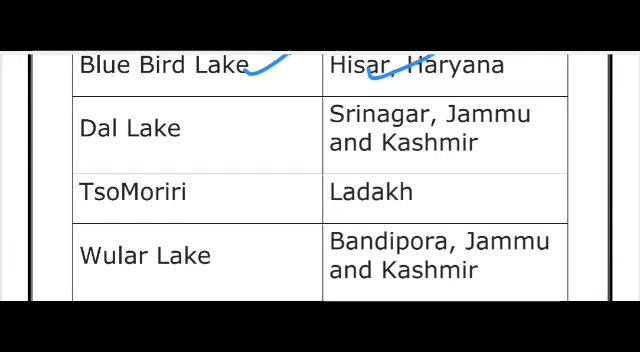 Blue Bird Lake Hisar, Haryana
Dal Lake Srinagar, Jammu
and Kashmir
TsoMoriri Ladakh
Wular Lake Bandipora, Jammu
and Kashmir